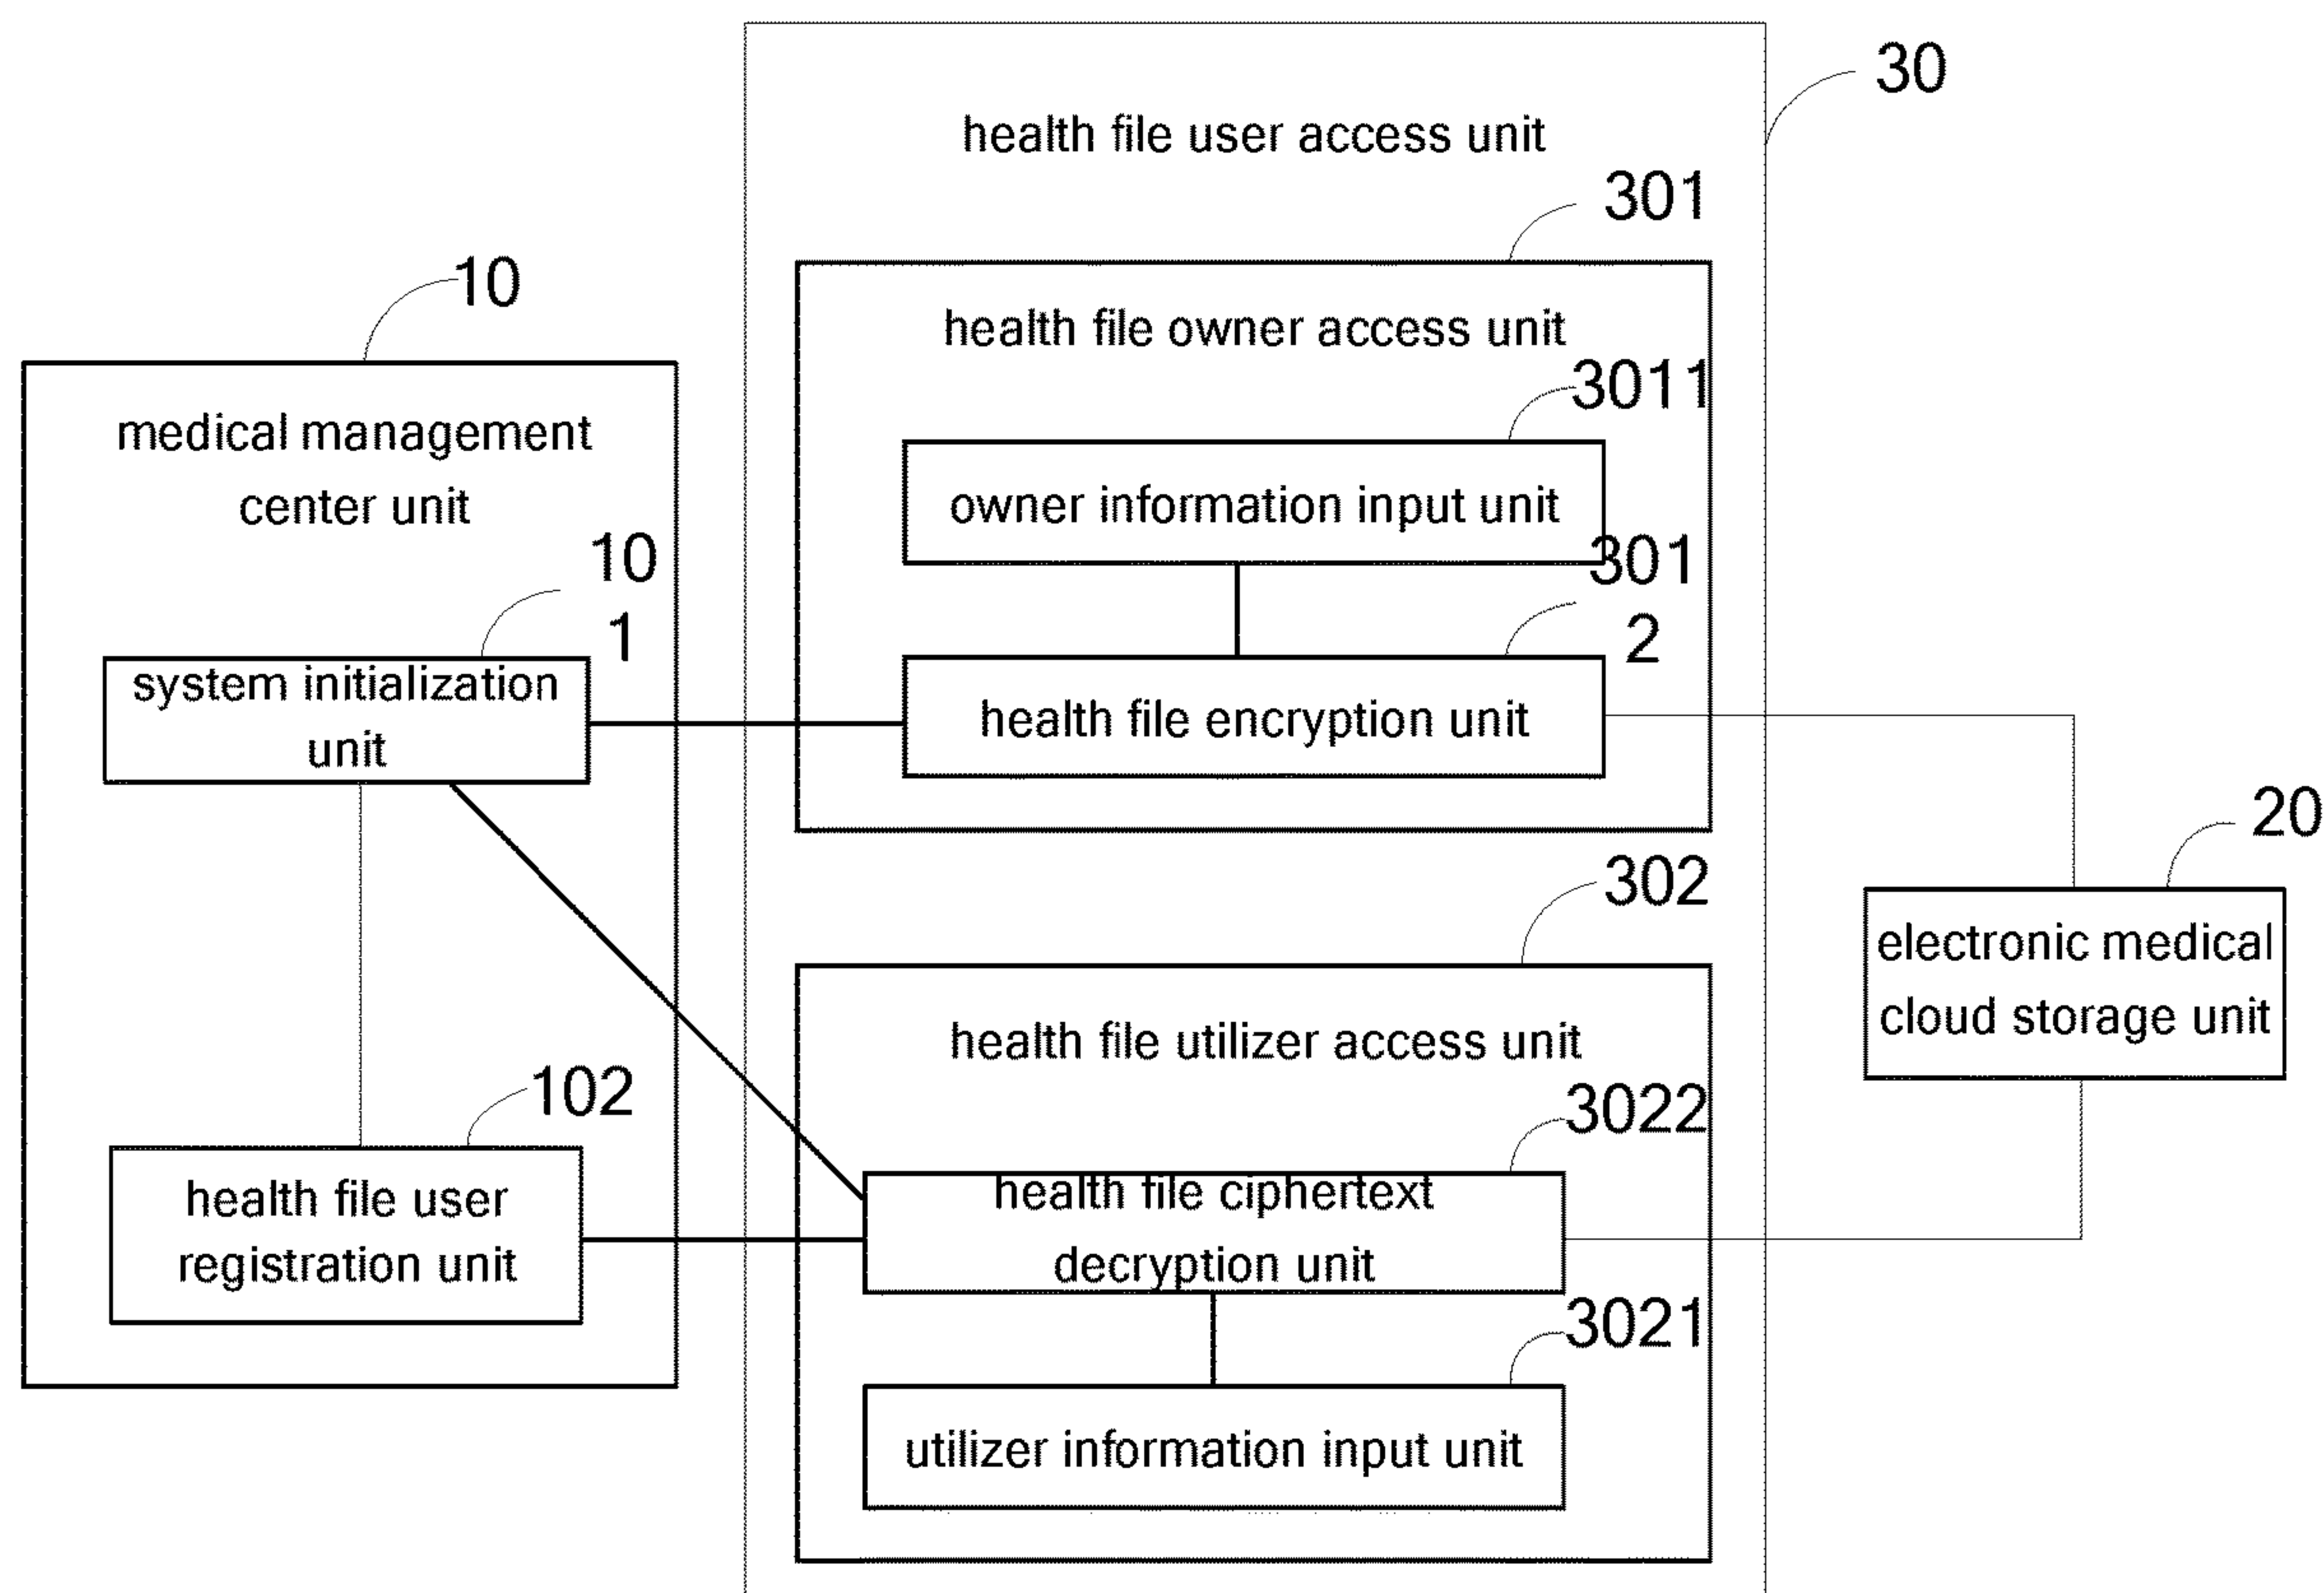 30
health file user access unit
301
10
health file owner access unit
3011
medical management
center unit
owner information input unit
10
1
301
2
system initialization
unit
health file encryption unit
20
302
electronic medical
cloud storage unit
health file utilizer access unit
102
3022
health file user
registration unit
health file ciphertext
decryption unit
3021
utilizer information input unit